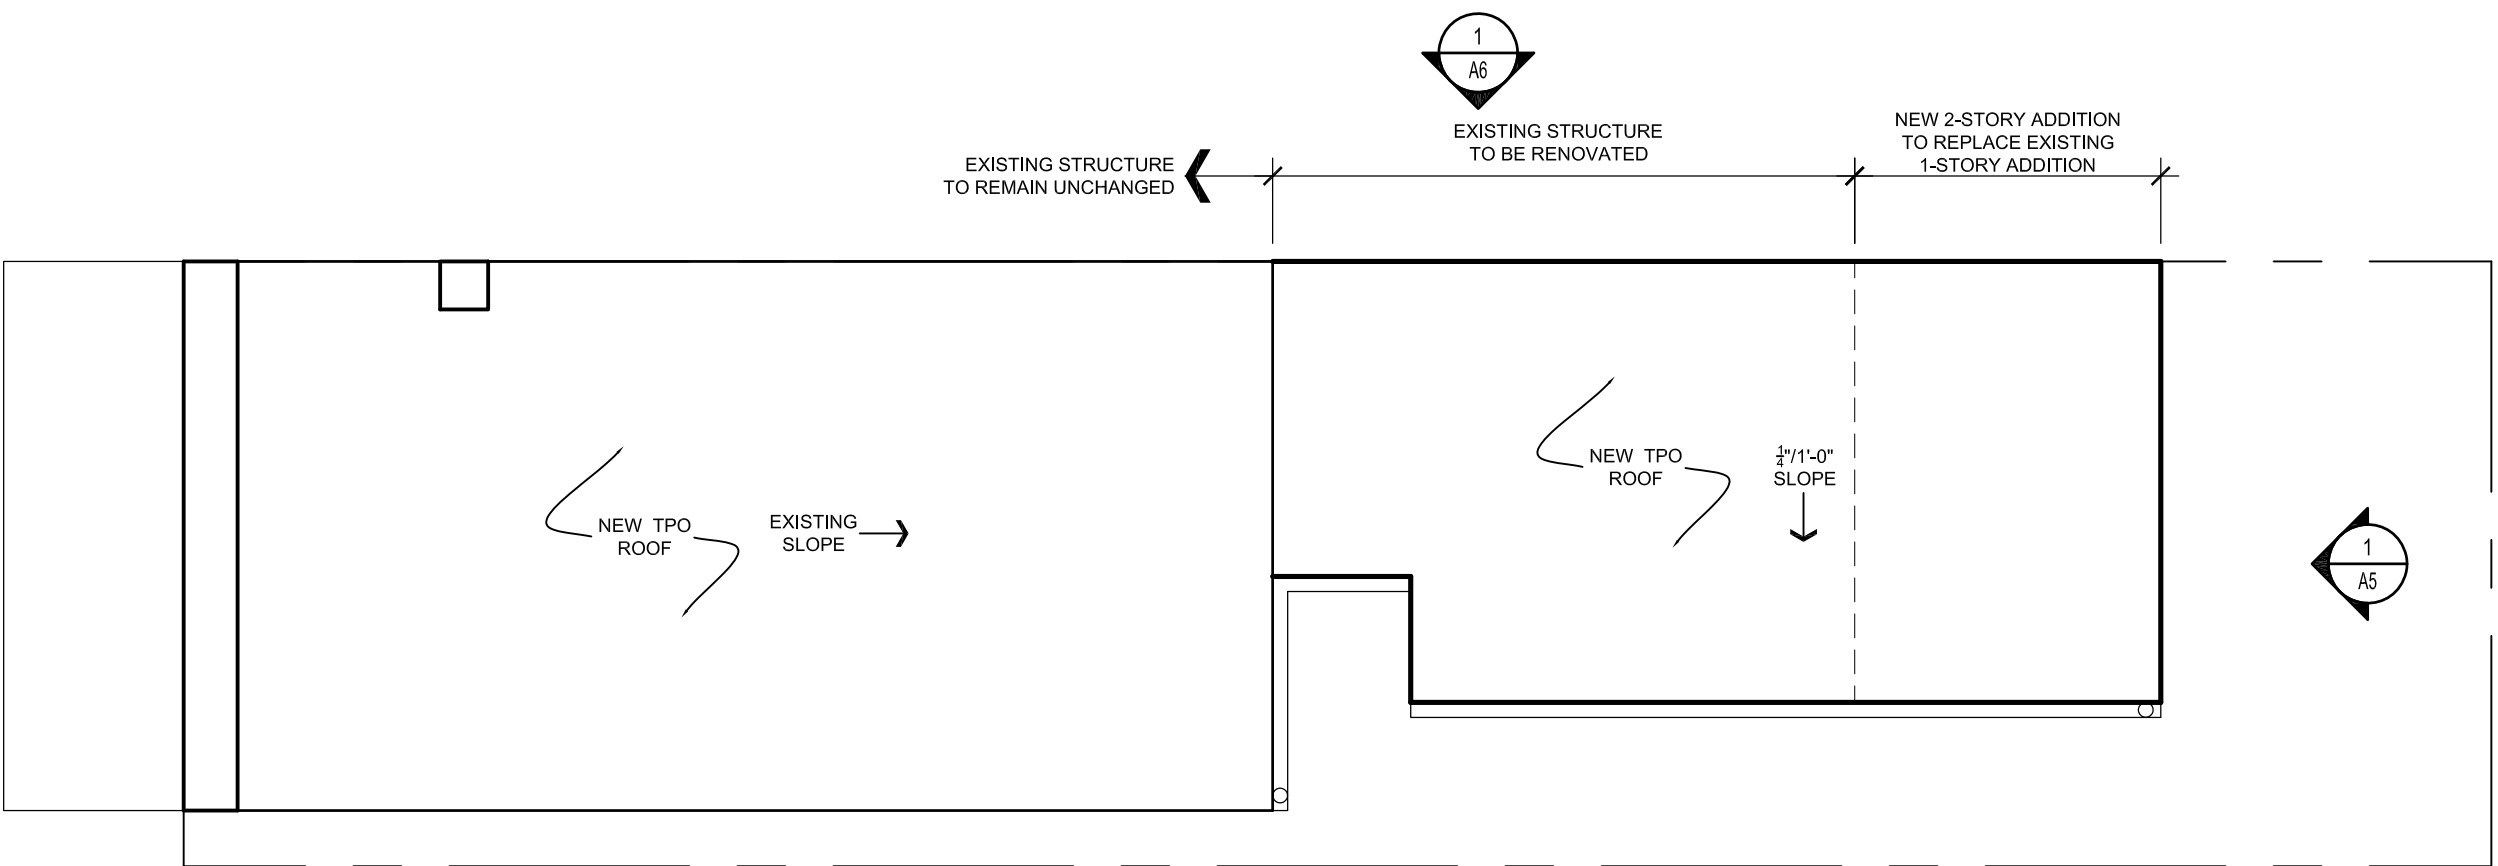 1
A6
EXISTING STRUCTURE
TO BE RENOVATED
NEW 2-STORY ADDITION
TO REPLACE EXISTING
1-STORY ADDITION
EXISTING STRUCTURE
TO REMAIN UNCHANGED
NEW TPO
ROOF
1/4"/1'-0"
SLOPE
NEW TPO
ROOF
EXISTING
SLOPE
1
A5